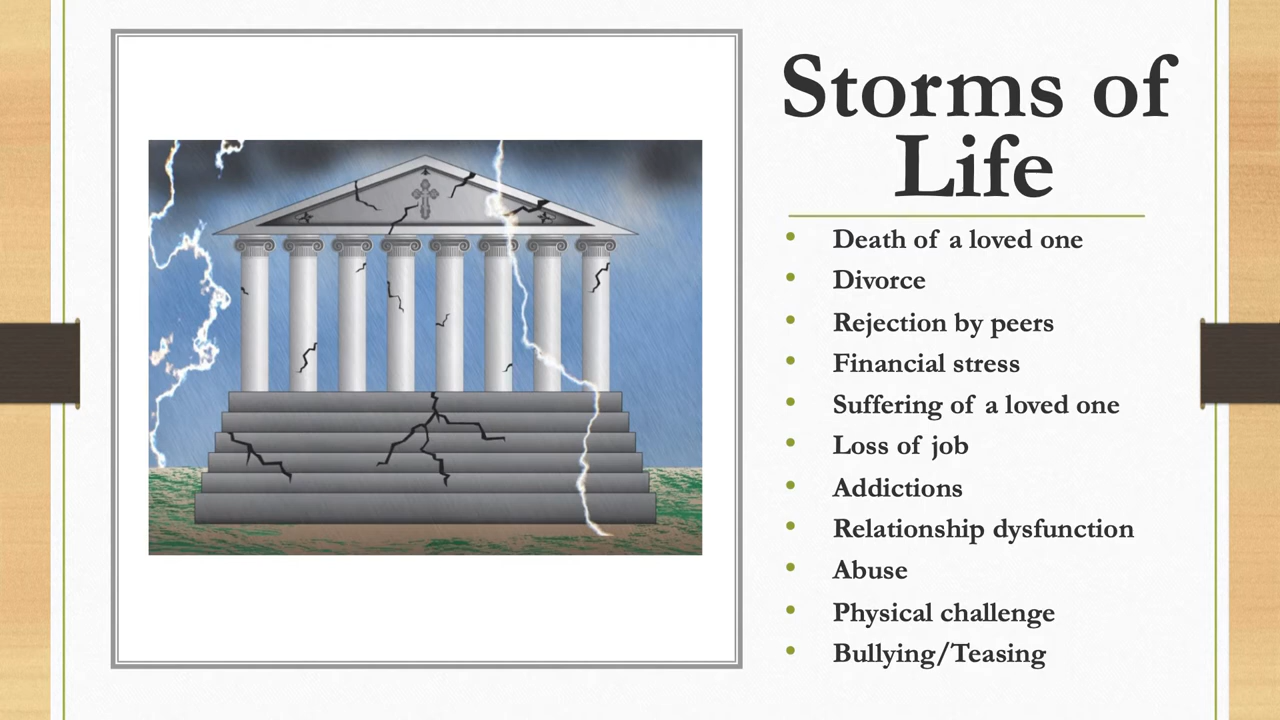 Storms of
Life
• Death of a loved one
• Divorce
• Rejection by peers
• Financial stress
• Suffering of a loved one
• Loss of job
• Addictions
• Relationship dysfunction
• Abuse
• Physical challenge
• Bullying/Teasing